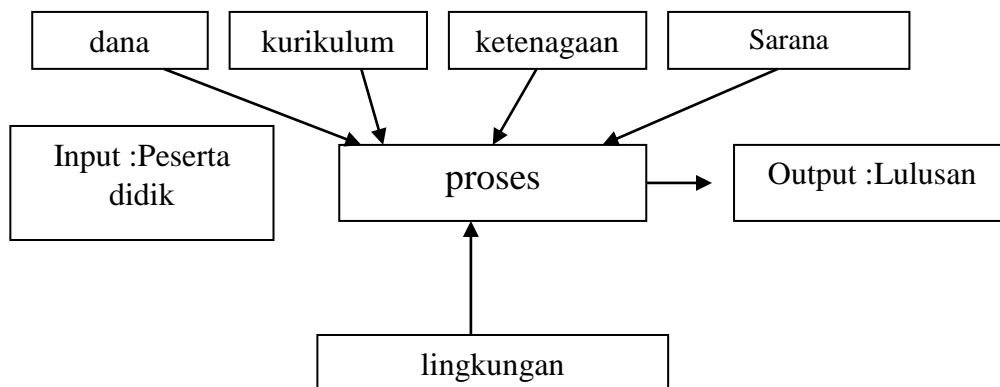 dana
kurikulum
ketenagaan
Sarana
Input :Peserta
didik
proses
Output :Lulusan
lingkungan